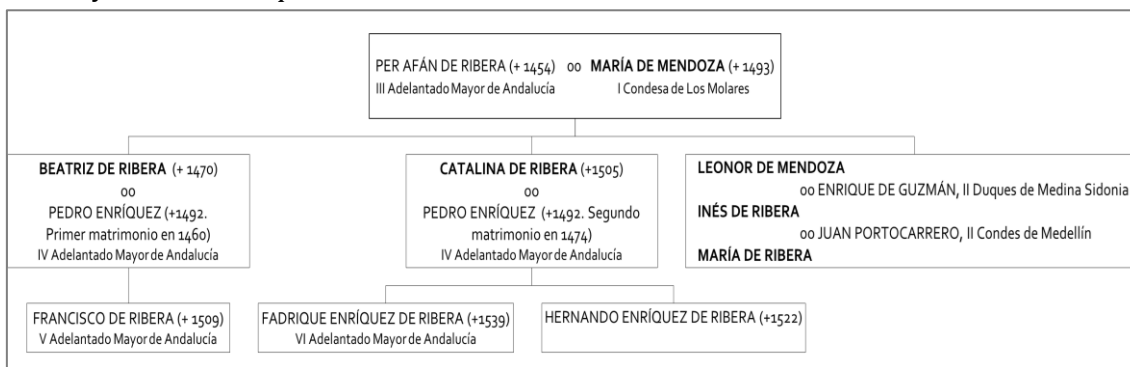 PER AFÁN DE RIBERA (+ 1454) oo MARÍA DE MENDOZA (+ 1493)
III Adelantado Mayor de Andalucía I Condesa de Los Molares
BEATRIZ DE RIBERA (+ 1470)
oo
PEDRO ENRÍQUEZ (+1492.
Primer matrimonio en 1460)
IV Adelantado Mayor de Andalucía
CATALINA DE RIBERA (+1505)
oo
PEDRO ENRÍQUEZ (+1492. Segundo
matrimonio en 1474)
IV Adelantado Mayor de Andalucía
LEONOR DE MENDOZA
oo ENRIQUE DE GUZMÁN, II Duques de Medina Sidonia
INÉS DE RIBERA
oo JUAN PORTOCARRERO, II Condes de Medellín
MARÍA DE RIBERA
FRANCISCO DE RIBERA (+ 1509)
V Adelantado Mayor de Andalucía
FADRIQUE ENRÍQUEZ DE RIBERA (+1539)
VI Adelantado Mayor de Andalucía
HERNANDO ENRÍQUEZ DE RIBERA (+1522)